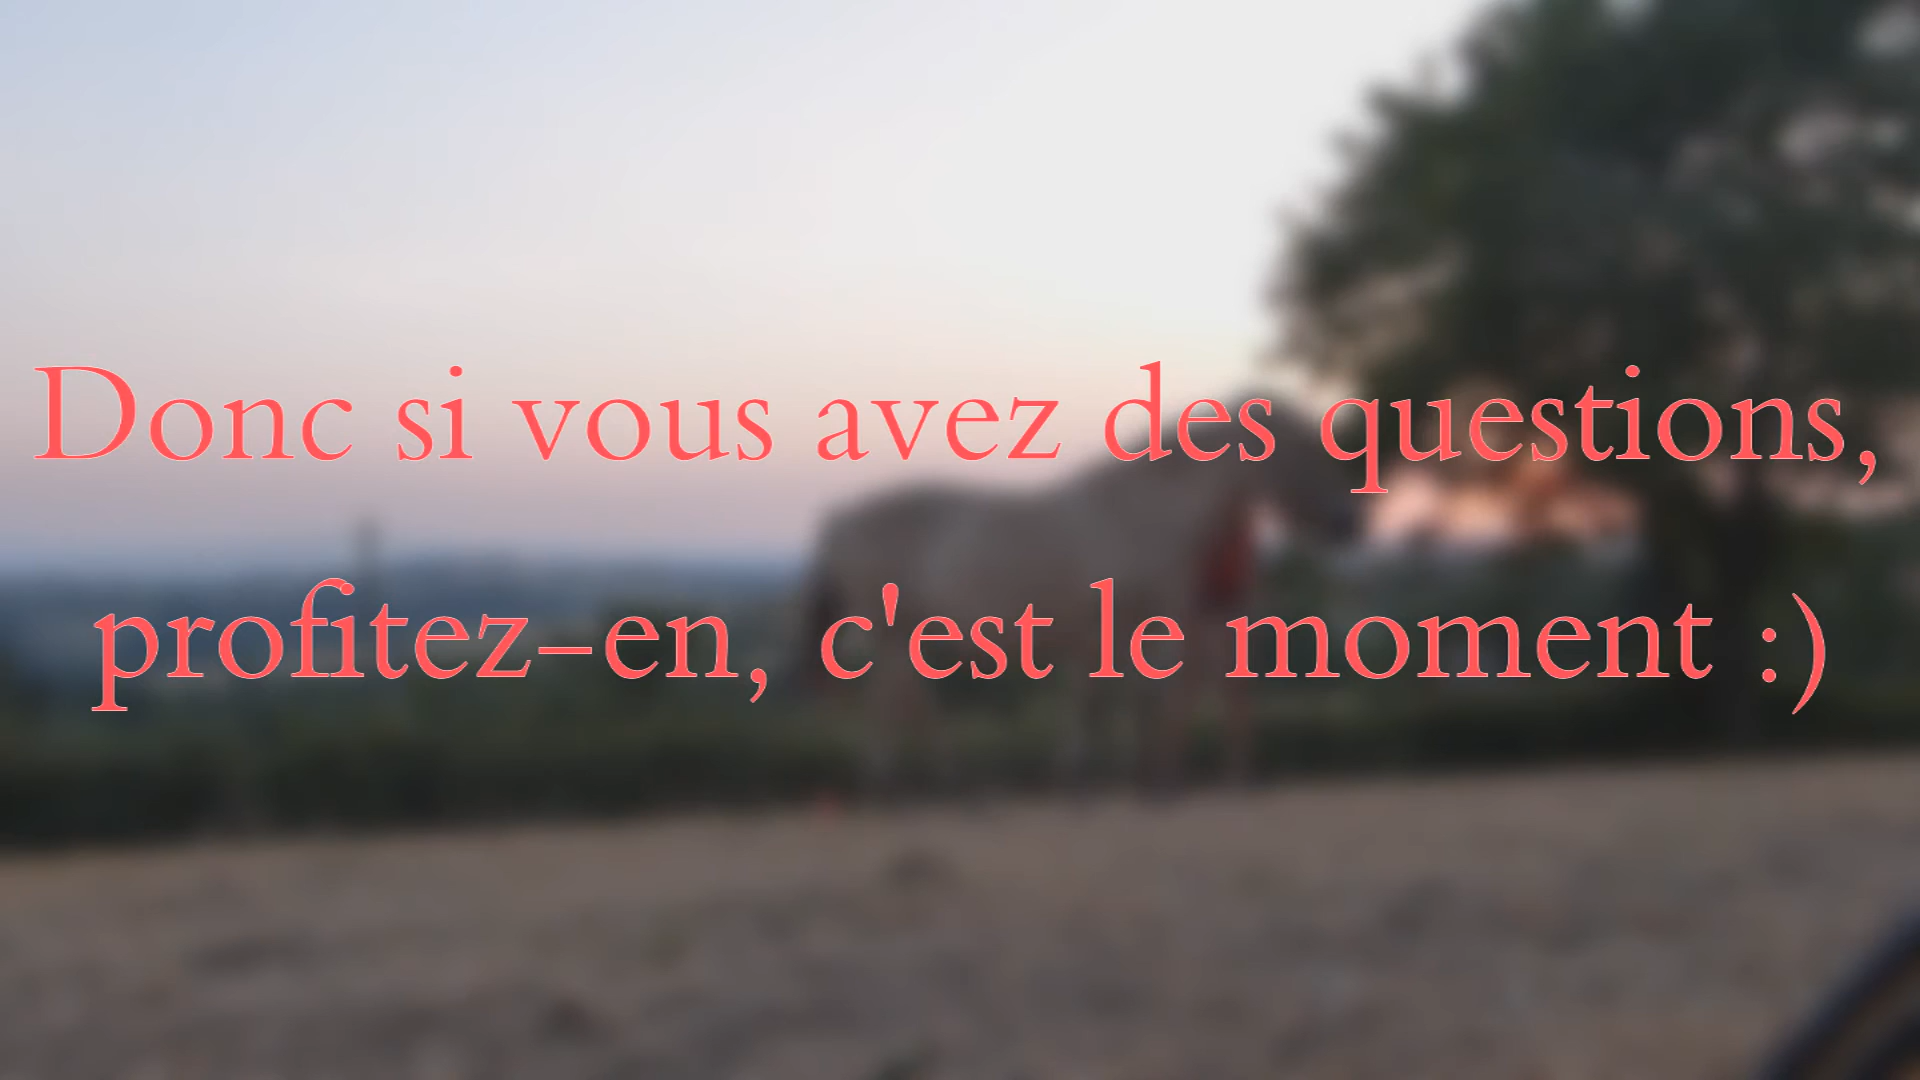 Donc si vous avez des questions,
profitez-en, c'est le moment :)